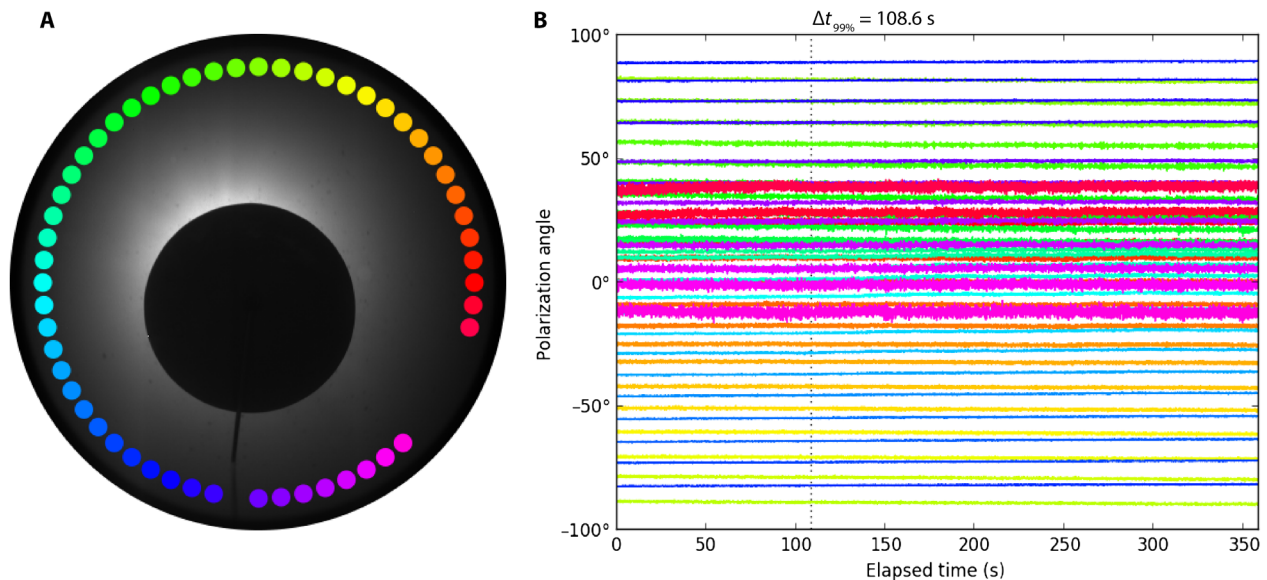 A
B
Δt99% = 108.6 s
100°
50°
0°
–50°
–100°
Polarization angle
0 50 100 150 200 250 300 350
Elapsed time (s)